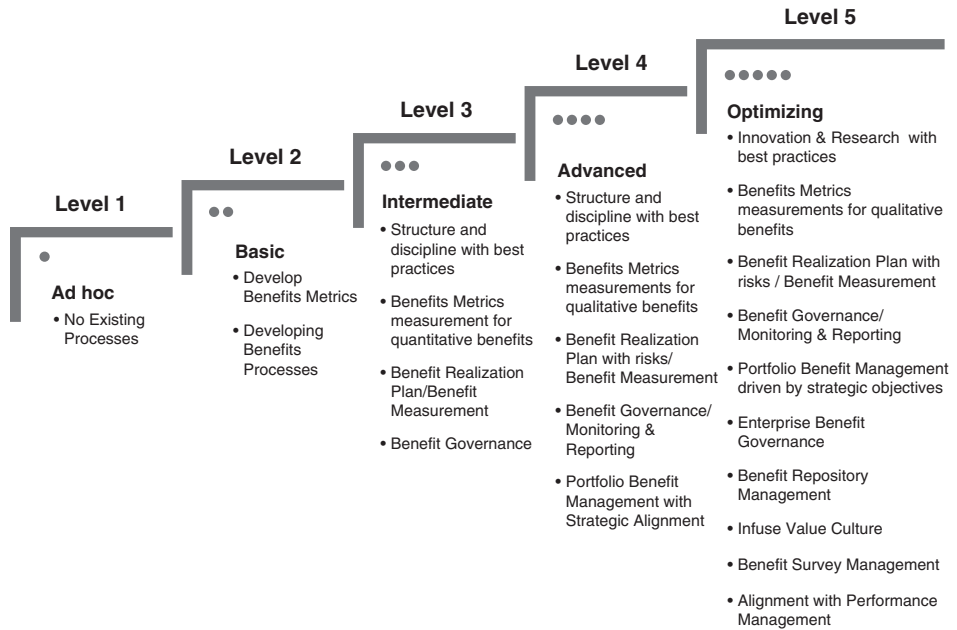 Level 1
Ad hoc
• No Existing
Processes
Level 2
Basic
• Develop
Benefits Metrics
• Developing
Benefits
Processes
Level 3
Intermediate
• Structure and
discipline with best
practices
• Benefits Metrics
measurement for
quantitative benefits
• Benefit Realization
Plan/Benefit
Measurement
• Benefit Governance
Level 4
Advanced
• Structure and
discipline with best
practices
• Benefits Metrics
measurements for
qualitative benefits
• Benefit Realization
Plan with risks/
Benefit Measurement
• Benefit Governance/
Monitoring &
Reporting
• Portfolio Benefit
Management with
Strategic Alignment
Level 5
Optimizing
• Innovation & Research with
best practices
• Benefits Metrics
measurements for qualitative
benefits
• Benefit Realization Plan with
risks / Benefit Measurement
• Benefit Governance/
Monitoring & Reporting
• Portfolio Benefit Management
driven by strategic objectives
• Enterprise Benefit
Governance
• Benefit Repository
Management
• Infuse Value Culture
• Benefit Survey Management
• Alignment with Performance
Management